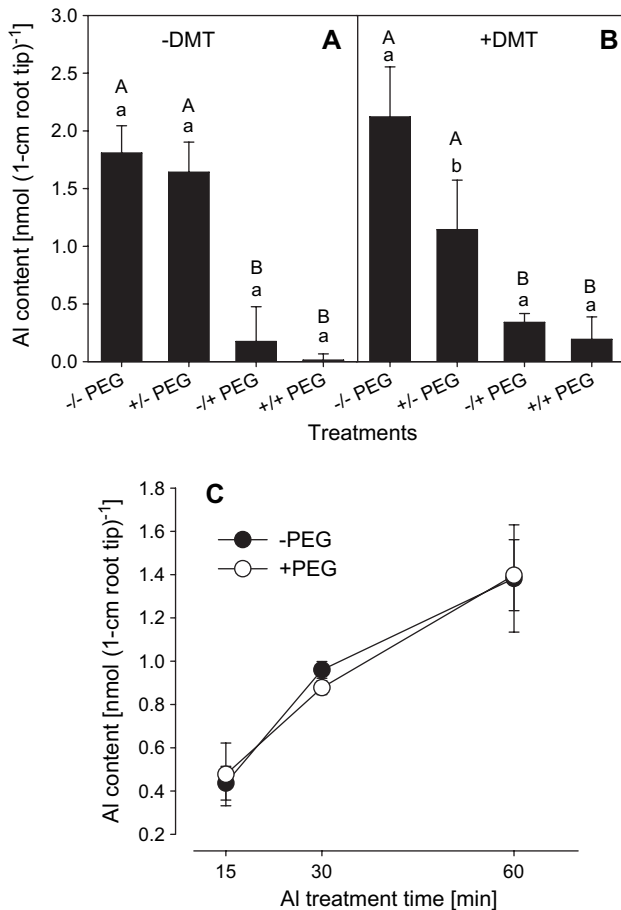 3.0
2.5
2.0
1.5
1.0
0.5
0.0
Al content [nmol (1-cm root tip)-1]
-DMT
A
A
a
A
a
B
a
B
a
+DMT
B
A
a
A
b
B
a
B
a
-/- PEG
+/- PEG
-/+ PEG
+/+ PEG
-/- PEG
+/- PEG
-/+ PEG
+/+ PEG
Treatments
C
-PEG
+PEG
1.8
1.6
1.4
1.2
1.0
0.8
0.6
0.4
0.2
Al content [nmol (1-cm root tip)-1]
15
30
60
Al treatment time [min]